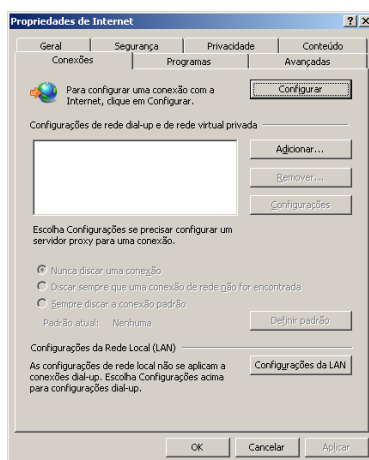 Propriedades de Internet
Geral Segurança Privacidade Conteúdo
Conexões Programas Avançadas
Para configurar uma conexão com a
Internet, clique em Configurar.
Configurar
Configurações de rede dial-up e de rede virtual privada
Adicionar...
Remover...
Configurações
Escolha Configurações se precisar configurar um
servidor proxy para uma conexão.
Nunca discar uma conexão
Discar sempre que uma conexão de rede não for encontrada
Sempre discar a conexão padrão
Padrão atual: Nenhuma Definir padrão
Configurações da Rede Local (LAN)
As configurações de rede local não se aplicam a
conexões dial-up. Escolha Configurações acima
para configurações dial-up.
Configurações da LAN
OK Cancelar Aplicar